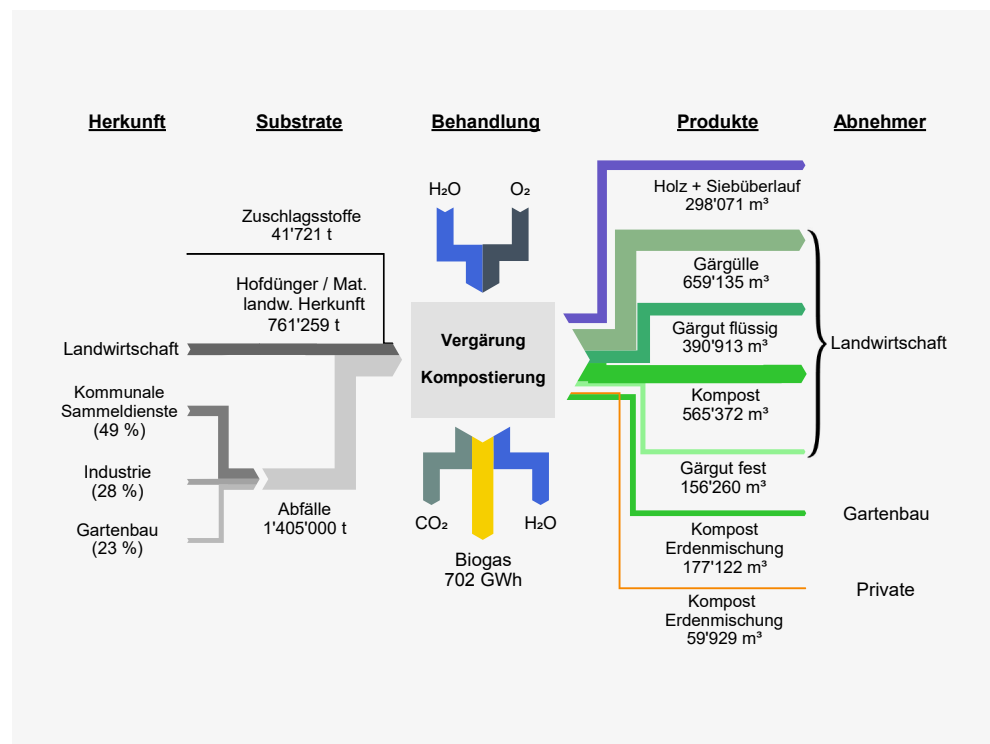 Herkunft
Substrate
Behandlung
Produkte
Abnehmer
Zuschlagsstoffe
41'721 t
Hofdünger / Mat.
landw. Herkunft
761'259 t
Landwirtschaft
Kommunale
Sammeldienste
(49 %)
Industrie
(28 %)
Gartenbau
(23 %)
Abfälle
1'405'000 t
H₂O
O₂
Vergärung
Kompostierung
CO₂
H₂O
Biogas
702 GWh
Holz + Siebüberlauf
298'071 m³
Gärgülle
659'135 m³
Gärgut flüssig
390'913 m³
Kompost
565'372 m³
Gärgut fest
156'260 m³
Kompost
Erdenmischung
177'122 m³
Kompost
Erdenmischung
59'929 m³
Landwirtschaft
Gartenbau
Private